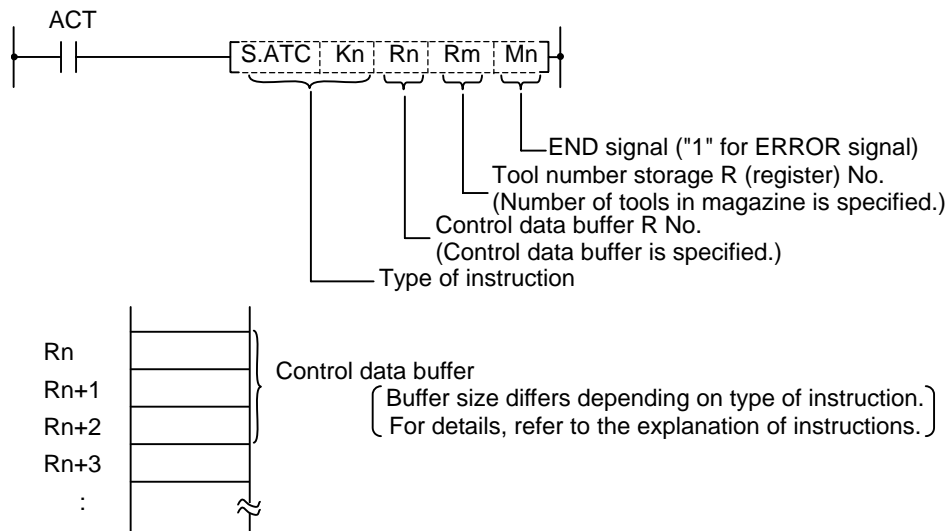 ACT
S.ATC Kn Rn Rm Mn
END signal ("1" for ERROR signal)
Tool number storage R (register) No.
(Number of tools in magazine is specified.)
Control data buffer R No.
(Control data buffer is specified.)
Type of instruction
Rn
Control data buffer
Rn+1
Buffer size differs depending on type of instruction.
Rn+2
For details, refer to the explanation of instructions.
Rn+3
: